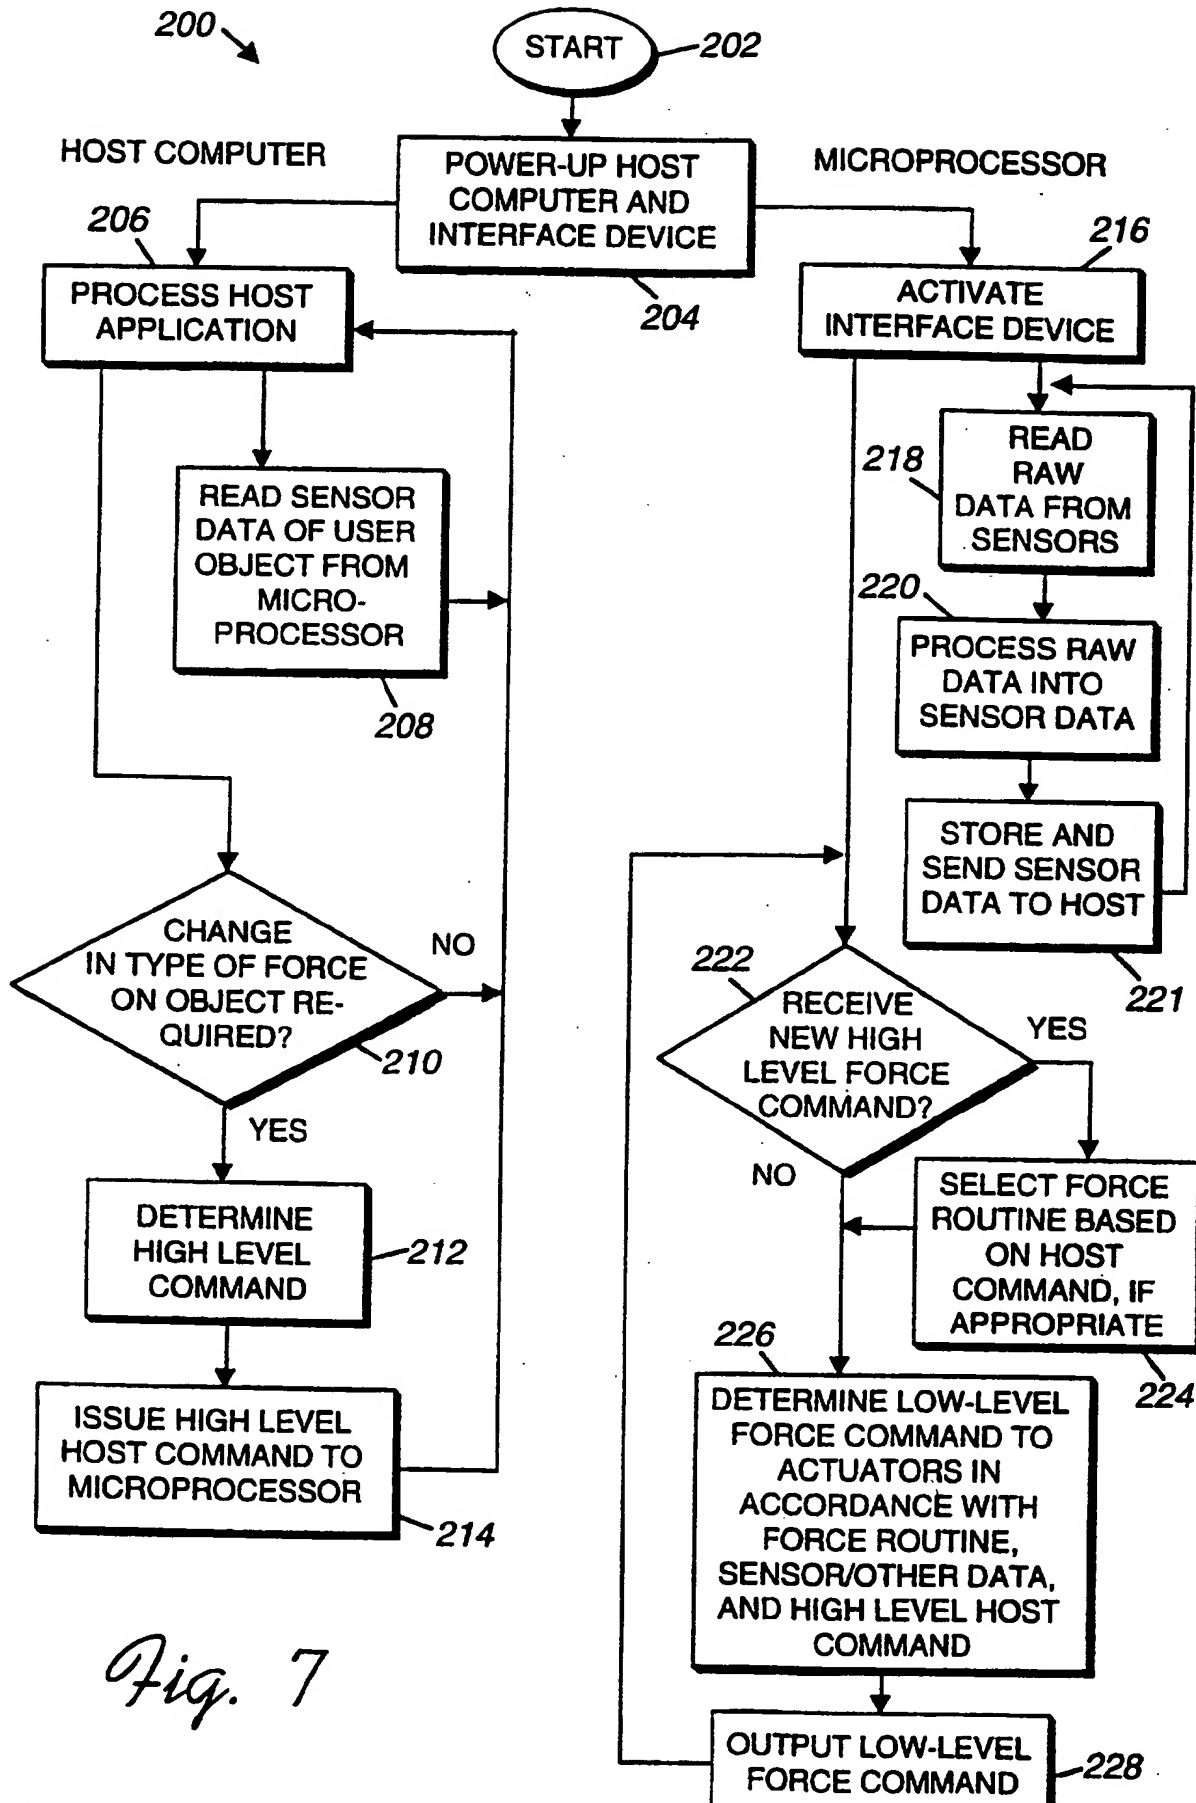 200
START
202
HOST COMPUTER
POWER-UP HOST
COMPUTER AND
INTERFACE DEVICE
204
MICROPROCESSOR
206
PROCESS HOST
APPLICATION
READ SENSOR
DATA OF USER
OBJECT FROM
MICRO-
PROCESSOR
208
CHANGE
IN TYPE OF FORCE
ON OBJECT RE-
QUIRED?
NO
210
YES
DETERMINE
HIGH LEVEL
COMMAND
212
ISSUE HIGH LEVEL
HOST COMMAND TO
MICROPROCESSOR
214
216
ACTIVATE
INTERFACE DEVICE
218
READ
RAW
DATA FROM
SENSORS
220
PROCESS RAW
DATA INTO
SENSOR DATA
STORE AND
SEND SENSOR
DATA TO HOST
221
222
RECEIVE
NEW HIGH
LEVEL FORCE
COMMAND?
YES
NO
SELECT FORCE
ROUTINE BASED
ON HOST
COMMAND, IF
APPROPRIATE
224
226
DETERMINE LOW-LEVEL
FORCE COMMAND TO
ACTUATORS IN
ACCORDANCE WITH
FORCE ROUTINE,
SENSOR/OTHER DATA,
AND HIGH LEVEL HOST
COMMAND
OUTPUT LOW-LEVEL
FORCE COMMAND
228
Fig. 7